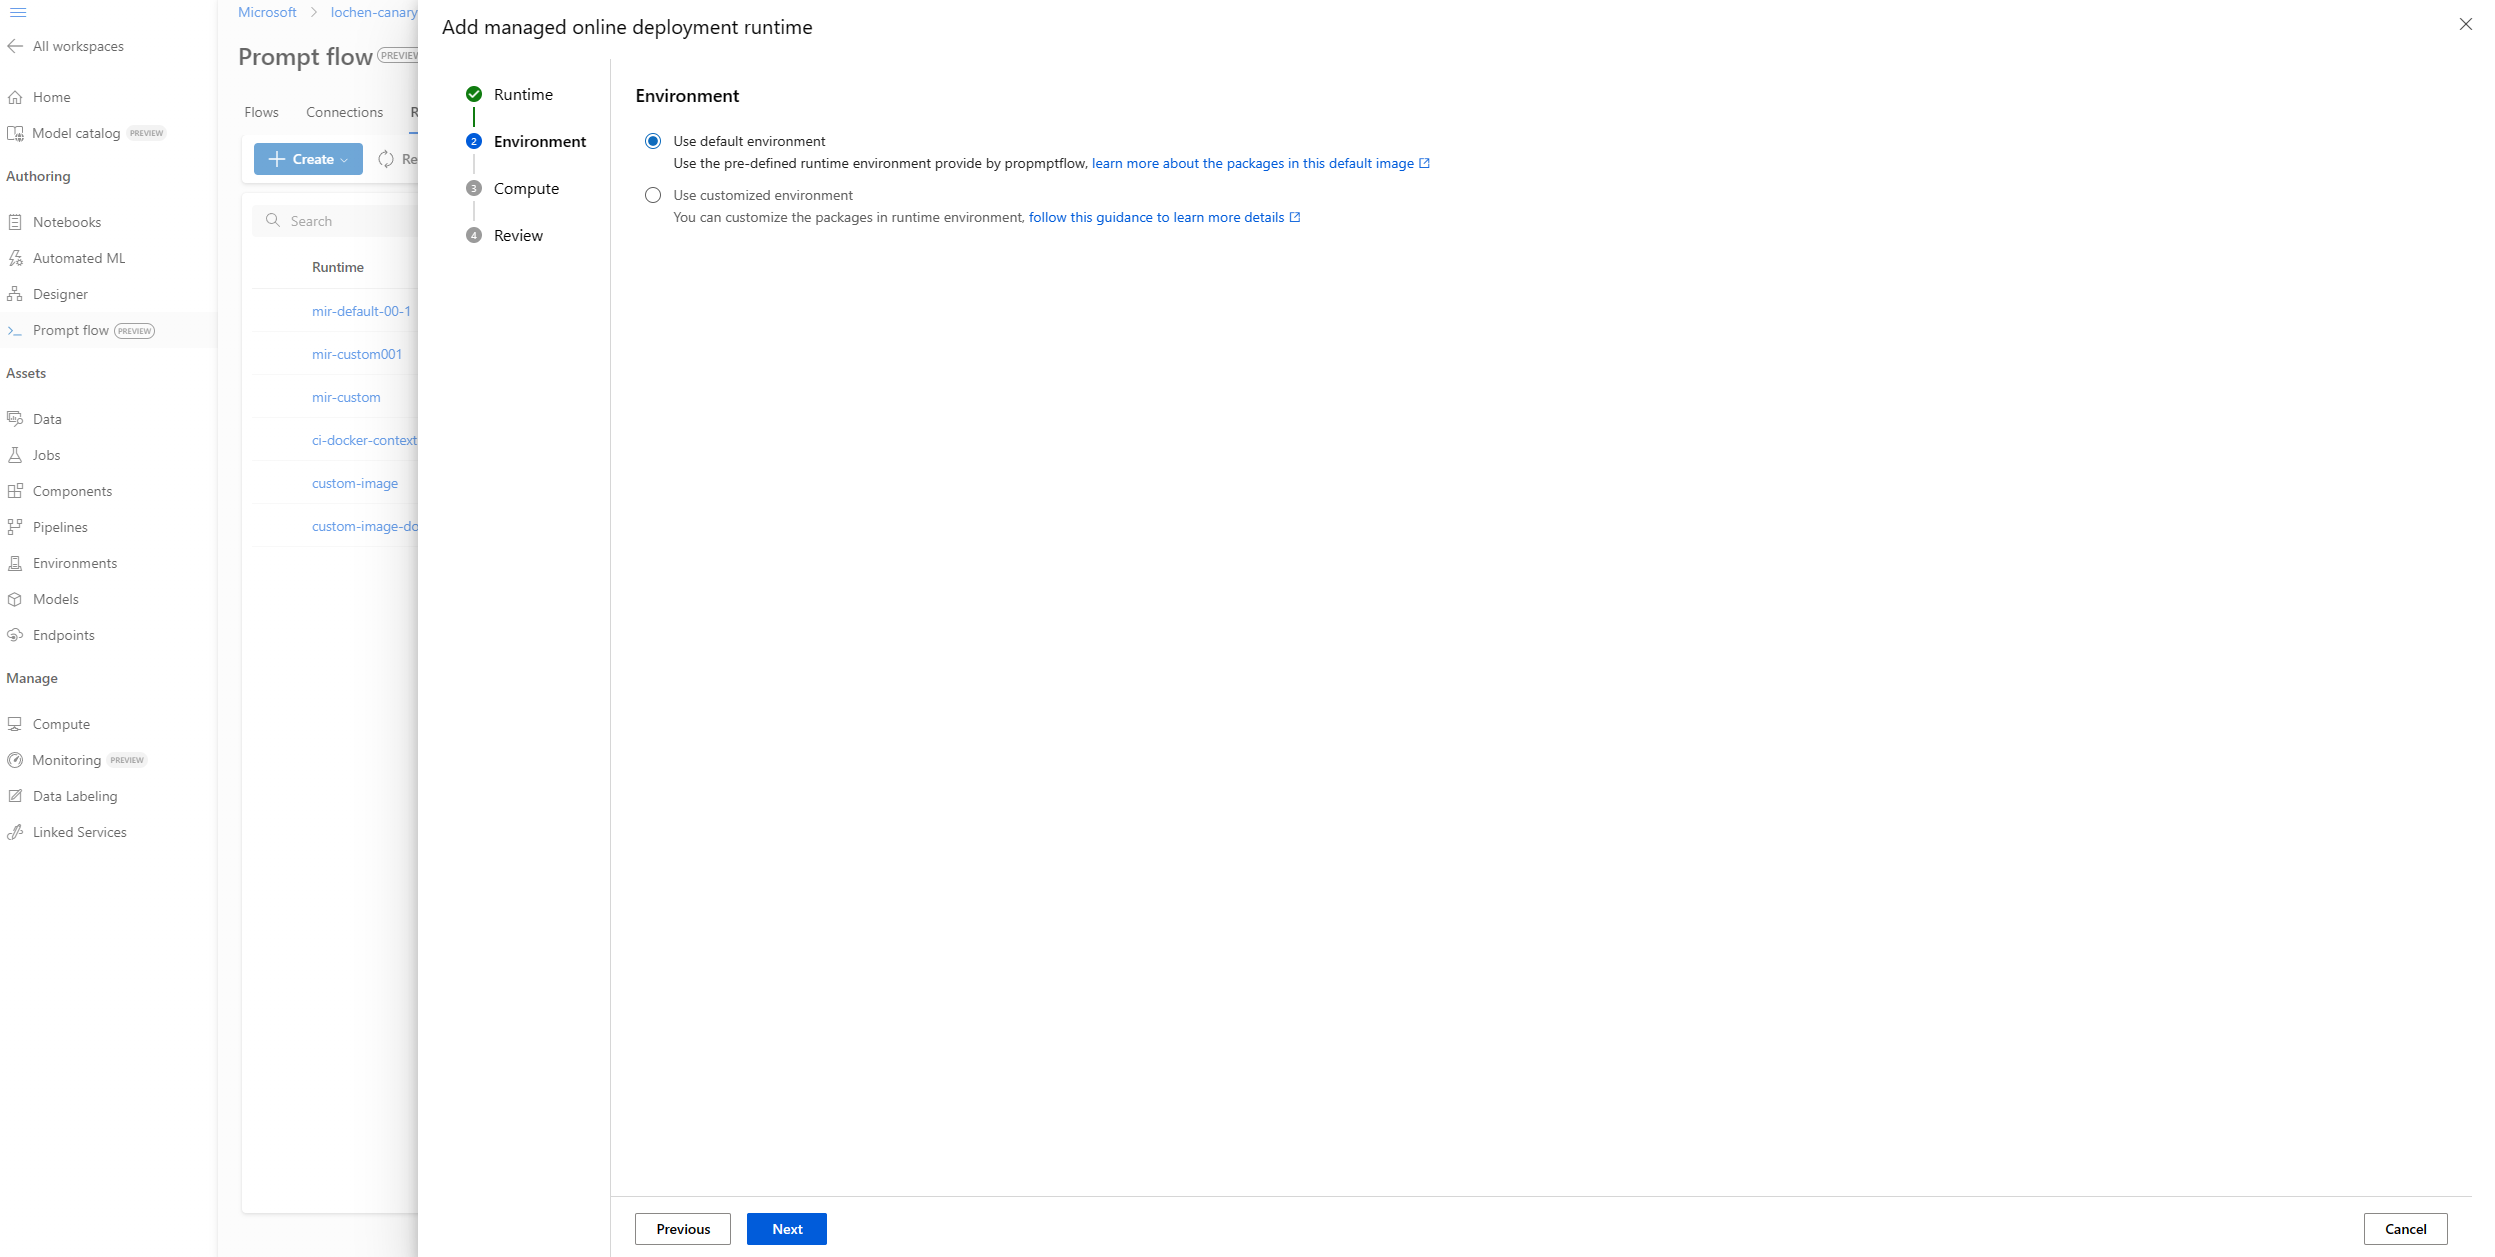 All workspaces
Home
Model catalog PREVIEW
Authoring
Notebooks
Automated ML
Designer
Prompt flow PREVIEW
Assets
Data
Jobs
Components
Pipelines
Environments
Models
Endpoints
Manage
Compute
Monitoring PREVIEW
Data Labeling
Linked Services
Microsoft > lochen-canary
Prompt flow PREVIEW
Flows Connections R
Create Re
Search
Runtime
mir-default-00-1
mir-custom001
mir-custom
ci-docker-context
custom-image
custom-image-do
Add managed online deployment runtime
Runtime
2 Environment
3 Compute
4 Review
Environment
Use default environment
Use the pre-defined runtime environment provide by propmptflow, learn more about the packages in this default image
Use customized environment
You can customize the packages in runtime environment, follow this guidance to learn more details
Previous Next Cancel